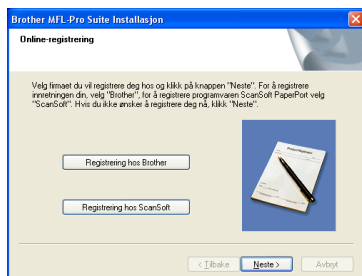 Brother MFL-Pro Suite Installasjon
Online-registrering
Velg firmaet du vil registrere deg hos og klikk på knappen "Neste". For å registrere
innretningen din, velg "Brother", for å registrere programvaren ScanSoft PaperPort velg
"ScanSoft". Hvis du ikke ønsker å registrere deg nå, klikk "Neste".
Registrering hos Brother
Registrering hos ScanSoft
< Tilbake
Neste >
Avbryt